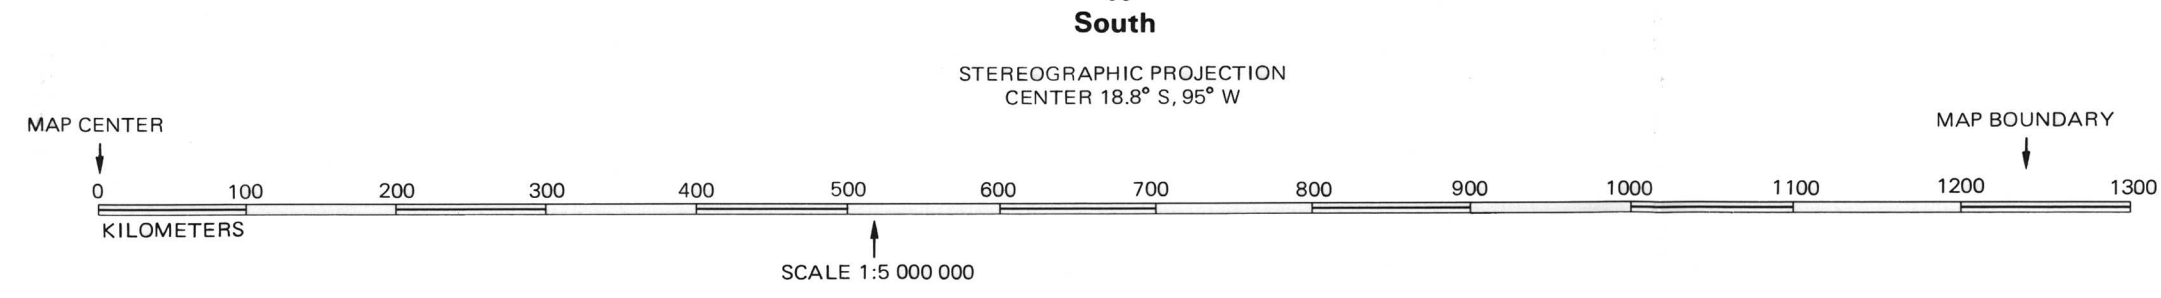 South
STEREOGRAPHIC PROJECTION
CENTER 18.8° S, 95° W
MAP CENTER
MAP BOUNDARY
0 100 200 300 400 500 600 700 800 900 1000 1100 1200 1300
KILOMETERS
SCALE 1:5 000 000